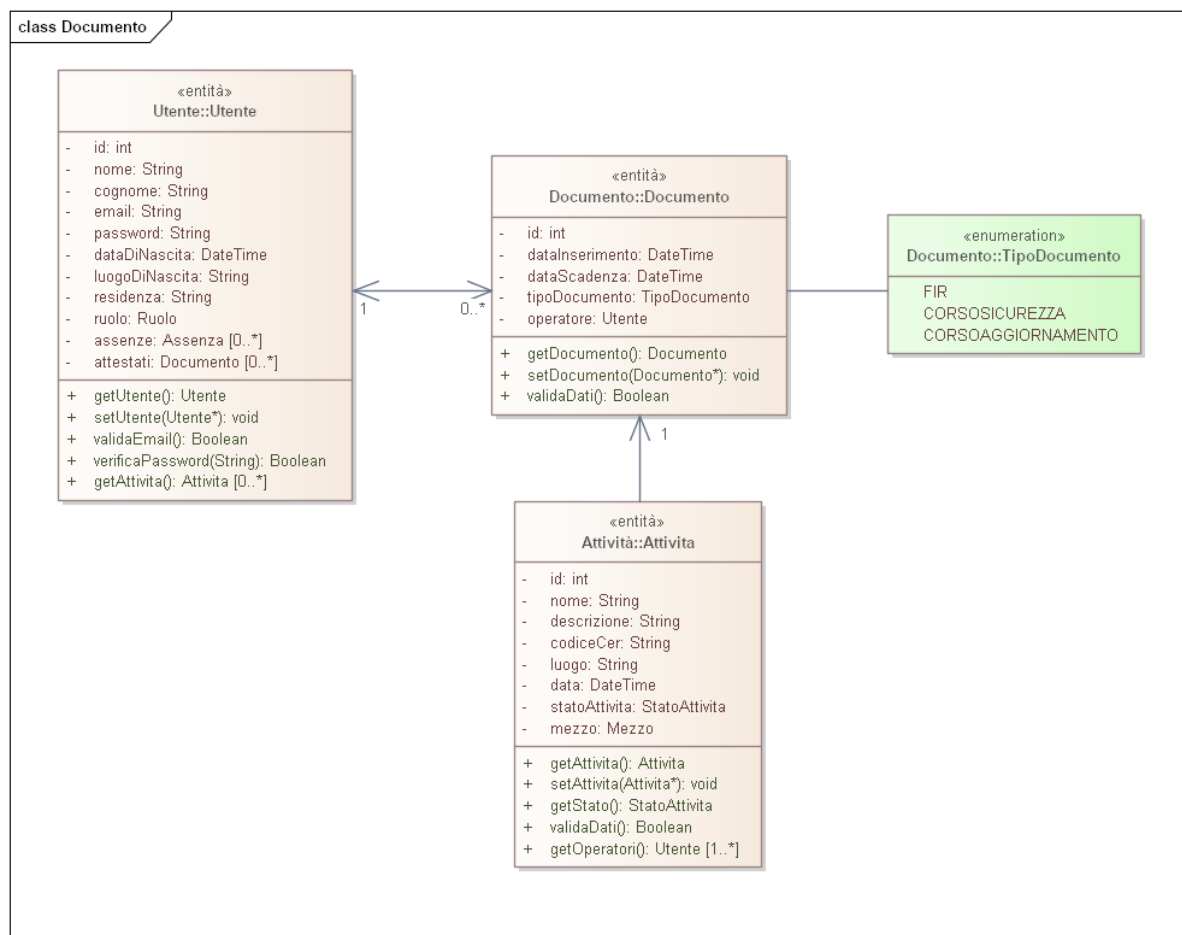 class Documento
«entità»
Utente::Utente
- id: int
- nome: String
- cognome: String
- email: String
- password: String
- dataDiNascita: DateTime
- luogoDiNascita: String
- residenza: String
- ruolo: Ruolo
- assenze: Assenza [0..*]
- attestati: Documento [0..*]
+ getUtente(): Utente
+ setUtente(Utente*): void
+ validaEmail(): Boolean
+ verificaPassword(String): Boolean
+ getAttivita(): Attivita [0..*]
1
0..*
«entità»
Documento::Documento
- id: int
- dataInserimento: DateTime
- dataScadenza: DateTime
- tipoDocumento: TipoDocumento
- operatore: Utente
+ getDocumento(): Documento
+ setDocumento(Documento*): void
+ validaDati(): Boolean
«enumeration»
Documento::TipoDocumento
FIR
CORSOSICUREZZA
CORSOAGGIORNAMENTO
1
«entità»
Attività::Attivita
- id: int
- nome: String
- descrizione: String
- codiceCer: String
- luogo: String
- data: DateTime
- statoAttivita: StatoAttivita
- mezzo: Mezzo
+ getAttivita(): Attivita
+ setAttivita(Attivita*): void
+ getStato(): StatoAttivita
+ validaDati(): Boolean
+ getOperatori(): Utente [1..*]